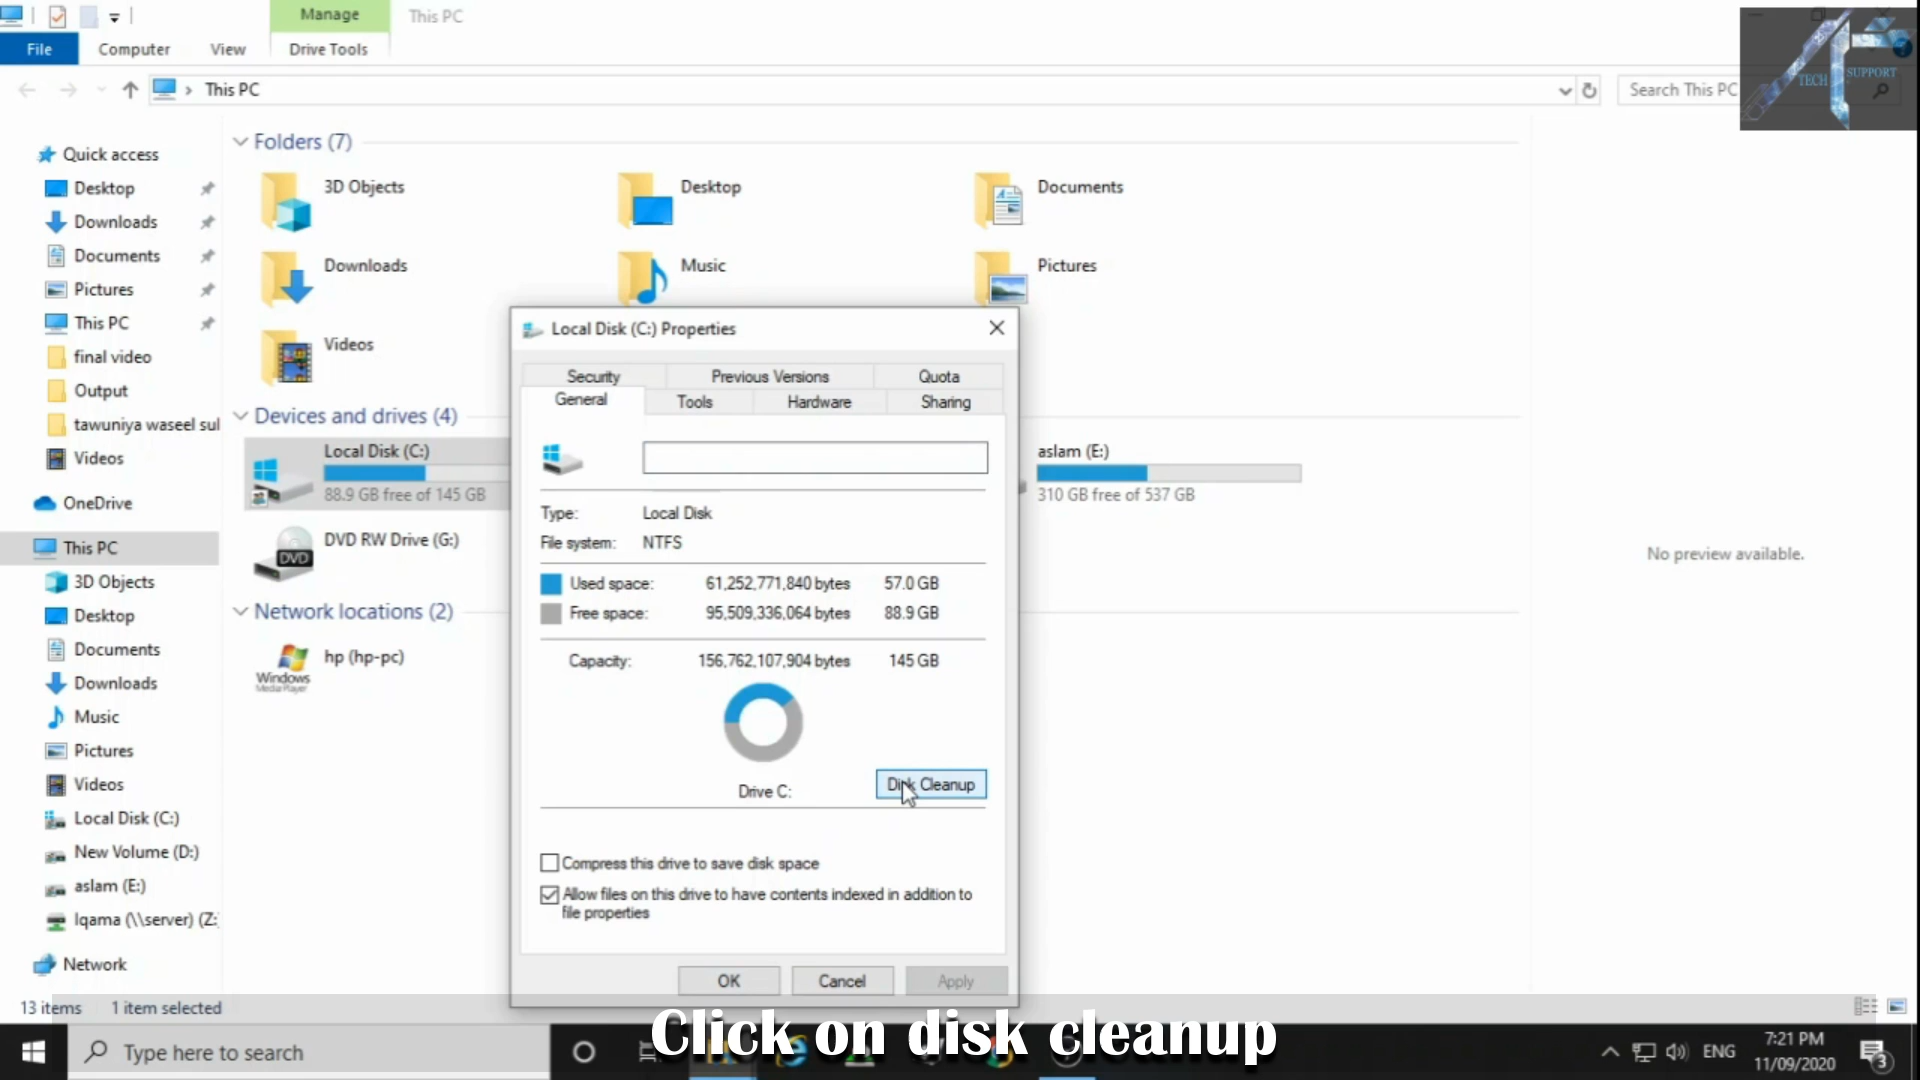 Manage
This PC
File
Computer
View
Drive Tools
This PC
Search This PC
TECH SUPPORT
Quick access
Desktop
Downloads
Documents
Pictures
This PC
final video
Output
tawuniya waseel sul
Videos
OneDrive
This PC
3D Objects
Desktop
Documents
Downloads
Music
Pictures
Videos
Local Disk (C:)
New Volume (D:)
aslam (E:)
Iqama (\\server) (Z:
Network
Folders (7)
3D Objects
Desktop
Documents
Downloads
Music
Pictures
Videos
Devices and drives (4)
Local Disk (C:)
88.9 GB free of 145 GB
aslam (E:)
310 GB free of 537 GB
DVD RW Drive (G:)
DVD
Network locations (2)
hp (hp-pc)
Windows
Media Player
No preview available.
Local Disk (C:) Properties
Security
Previous Versions
Quota
General
Tools
Hardware
Sharing
Type: Local Disk
File system: NTFS
Used space: 61,252,771,840 bytes 57.0 GB
Free space: 95,509,336,064 bytes 88.9 GB
Capacity: 156,762,107,904 bytes 145 GB
Drive C:
Disk Cleanup
Compress this drive to save disk space
Allow files on this drive to have contents indexed in addition to
file properties
OK
Cancel
Apply
13 items
1 item selected
Click on disk cleanup
Type here to search
ENG
7:21 PM
11/09/2020
3